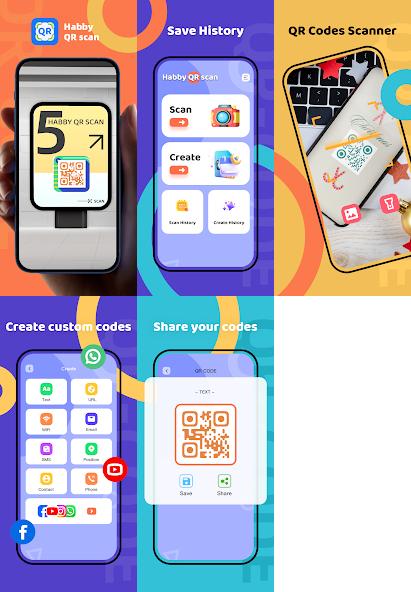 Habby
QR scan
QR
5
HABBY QR SCAN
SCAN
Save History
Habby QR scan
Scan
Create
Scan History
Create History
QR Codes Scanner
Create custom codes
Create
Aa
Text
URL
WiFi
Email
SMS
Position
Contact
Phone
Share your codes
QR CODE
- TEXT -
Save
Share